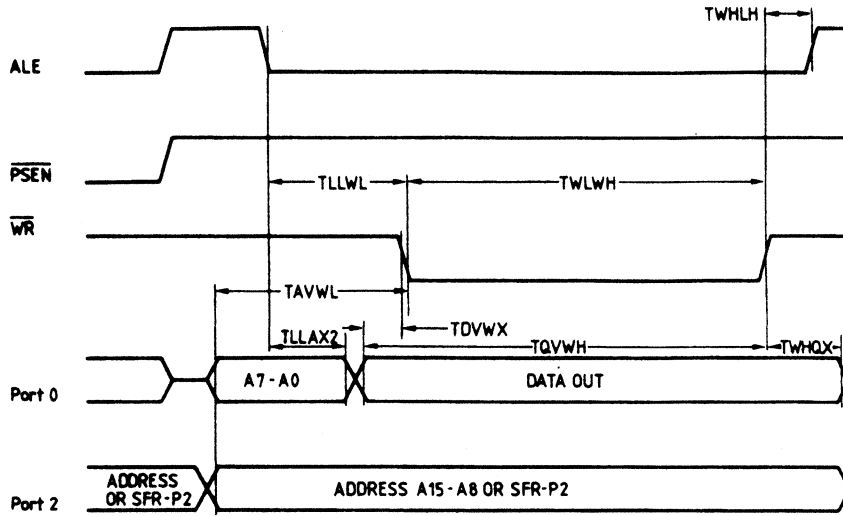 TWHLH
ALE
PSEN
TLLWL
TWLWH
WR
TAVWL
TDVWX
TLLAX2
TQVWH
TWHQX
Port 0
A7-A0
DATA OUT
ADDRESS
OR SFR-P2
Port 2
ADDRESS A15-A8 OR SFR-P2